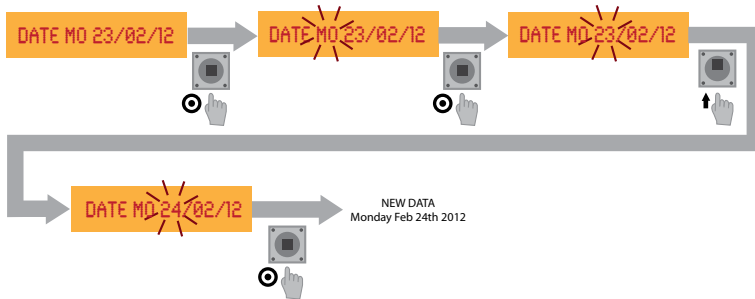 DATE MO 23/02/12
DATE MO 23/02/12
DATE MO 23/02/12
DATE MO 24/02/12
NEW DATA
Monday Feb 24th 2012